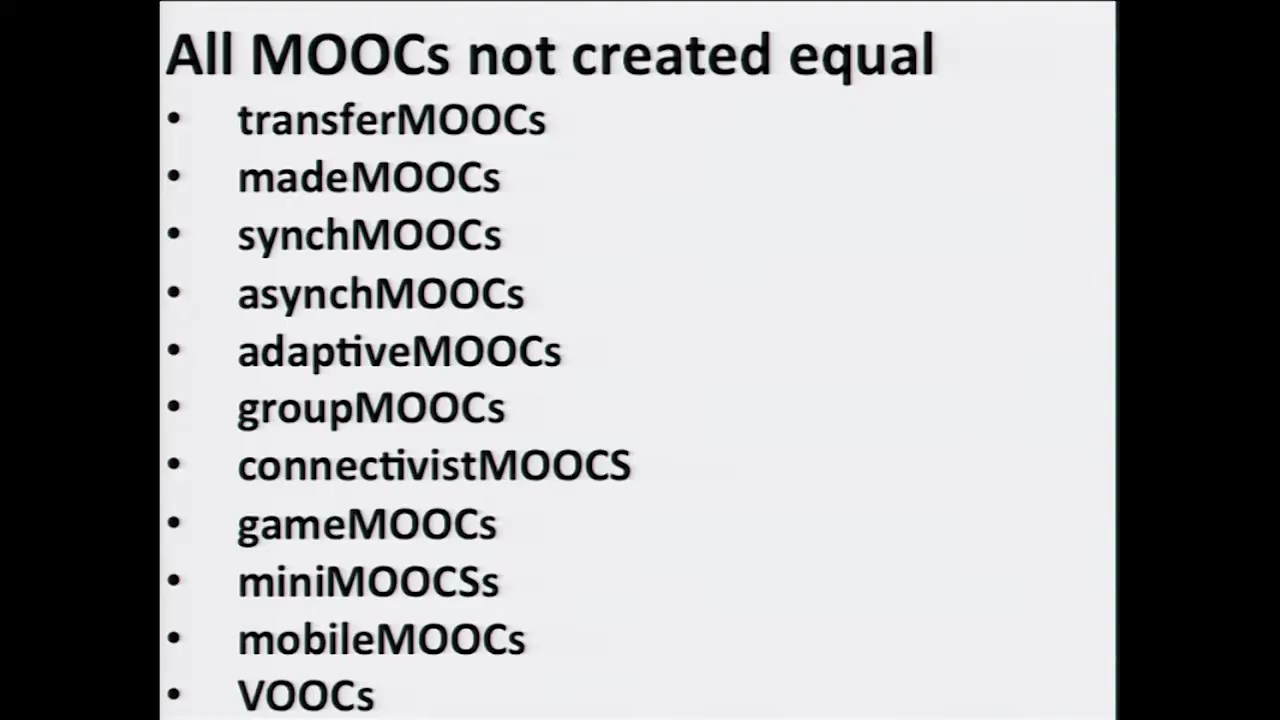 All MOOCs not created equal
• transferMOOCs
• madeMOOCs
• synchMOOCs
• asynchMOOCs
• adaptiveMOOCs
• groupMOOCs
• connectivistMOOCS
• gameMOOCs
• miniMOOCSs
• mobileMOOCs
• VOOCs